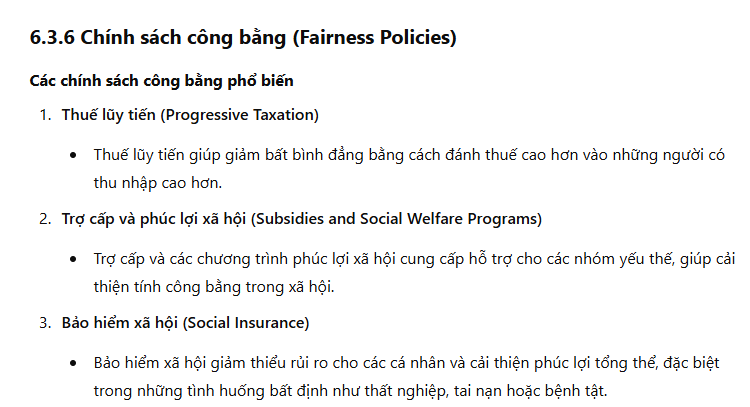 6.3.6 Chính sách công bằng (Fairness Policies)
Các chính sách công bằng phổ biến
1. Thuế lũy tiến (Progressive Taxation)
• Thuế lũy tiến giúp giảm bất bình đẳng bằng cách đánh thuế cao hơn vào những người có
thu nhập cao hơn.
2. Trợ cấp và phúc lợi xã hội (Subsidies and Social Welfare Programs)
• Trợ cấp và các chương trình phúc lợi xã hội cung cấp hỗ trợ cho các nhóm yếu thế, giúp cải
thiện tính công bằng trong xã hội.
3. Bảo hiểm xã hội (Social Insurance)
• Bảo hiểm xã hội giảm thiểu rủi ro cho các cá nhân và cải thiện phúc lợi tổng thể, đặc biệt
trong những tình huống bất định như thất nghiệp, tai nạn hoặc bệnh tật.